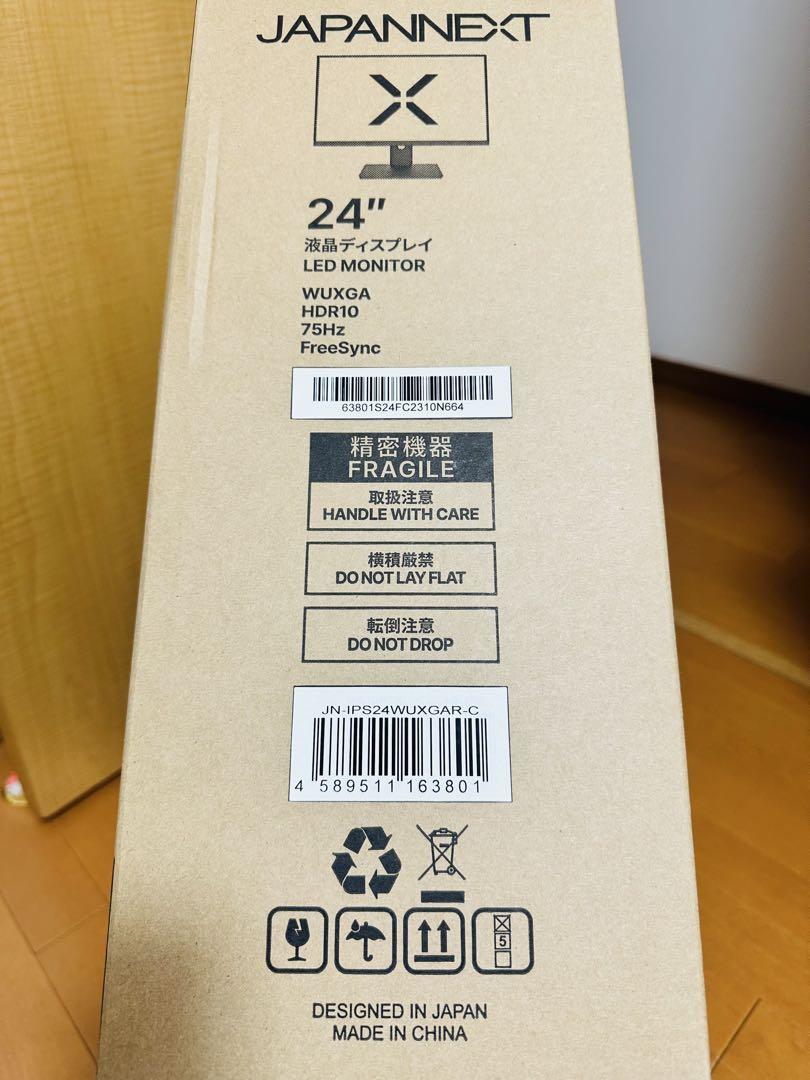 JAPANNEXT
24"
液晶ディスプレイ
LED MONITOR
WUXGA
HDR10
75Hz
FreeSync
63801S24FC2310N664
精密機器
FRAGILE
取扱注意
HANDLE WITH CARE
横積厳禁
DO NOT LAY FLAT
転倒注意
DO NOT DROP
JN-IPS24WUXGAR-C
4 589511 163801
5
DESIGNED IN JAPAN
MADE IN CHINA